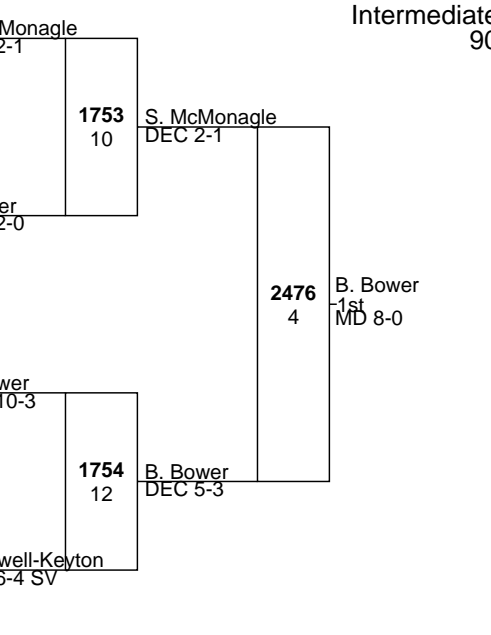 Intermediate
90
Monagle
2-1
1753
10
S. McMonagle
DEC 2-1
er
2-0
2476
4
B. Bower
1st
MD 8-0
wer
10-3
1754
12
B. Bower
DEC 5-3
well-Keyton
6-4 SV